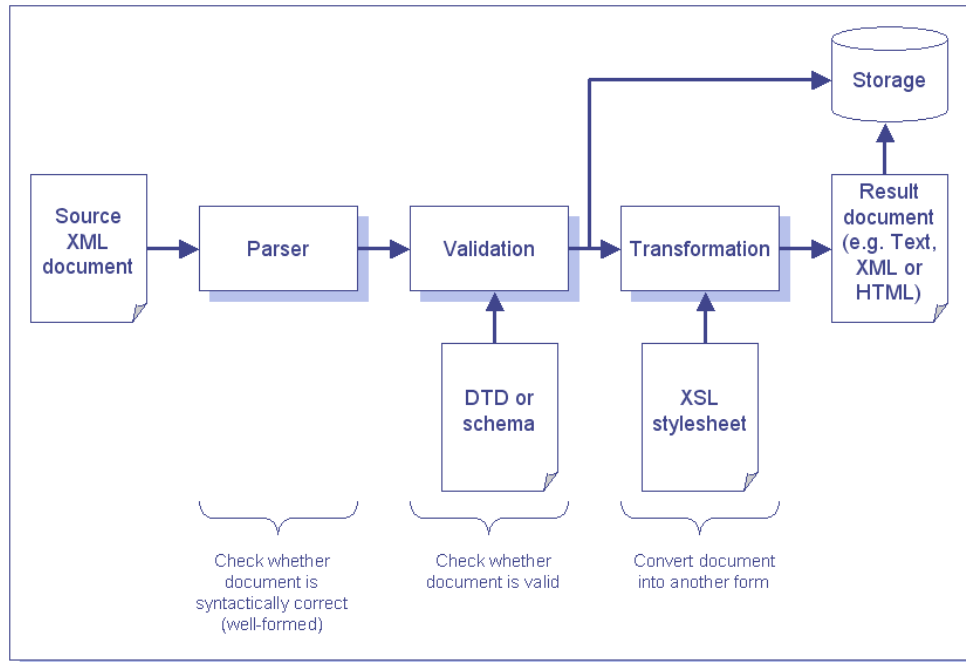 Storage
Source
XML
document
Parser
Validation
Transformation
Result
document
(e.g. Text,
XML or
HTML)
DTD or
schema
XSL
stylesheet
Check whether
document is
syntactically correct
(well-formed)
Check whether
document is valid
Convert document
into another form